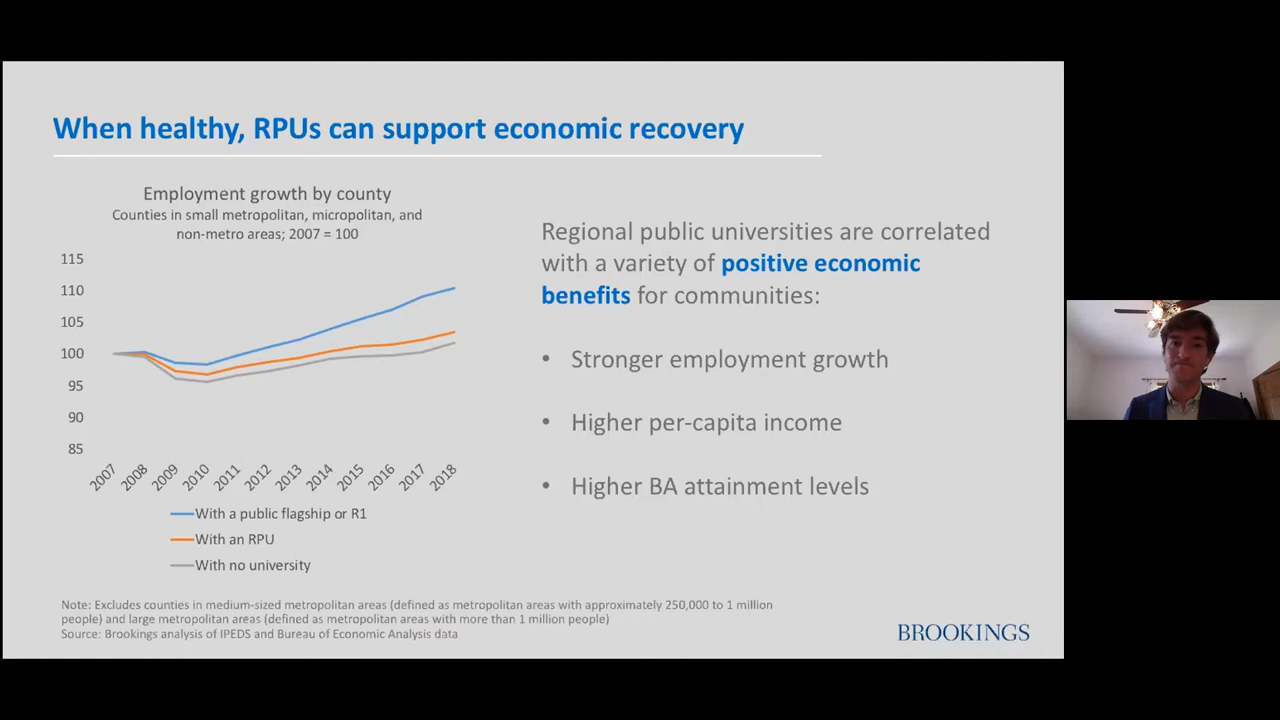 When healthy, RPUs can support economic recovery
Employment growth by county
Counties in small metropolitan, micropolitan, and
non-metro areas; 2007 = 100
115
110
105
100
95
90
85
2007
2008
2009
2010
2011
2012
2013
2014
2015
2016
2017
2018
With a public flagship or R1
With an RPU
With no university
Regional public universities are correlated
with a variety of positive economic
benefits for communities:
• Stronger employment growth
• Higher per-capita income
• Higher BA attainment levels
Note: Excludes counties in medium-sized metropolitan areas (defined as metropolitan areas with approximately 250,000 to 1 million
people) and large metropolitan areas (defined as metropolitan areas with more than 1 million people)
Source: Brookings analysis of IPEDS and Bureau of Economic Analysis data
BROOKINGS